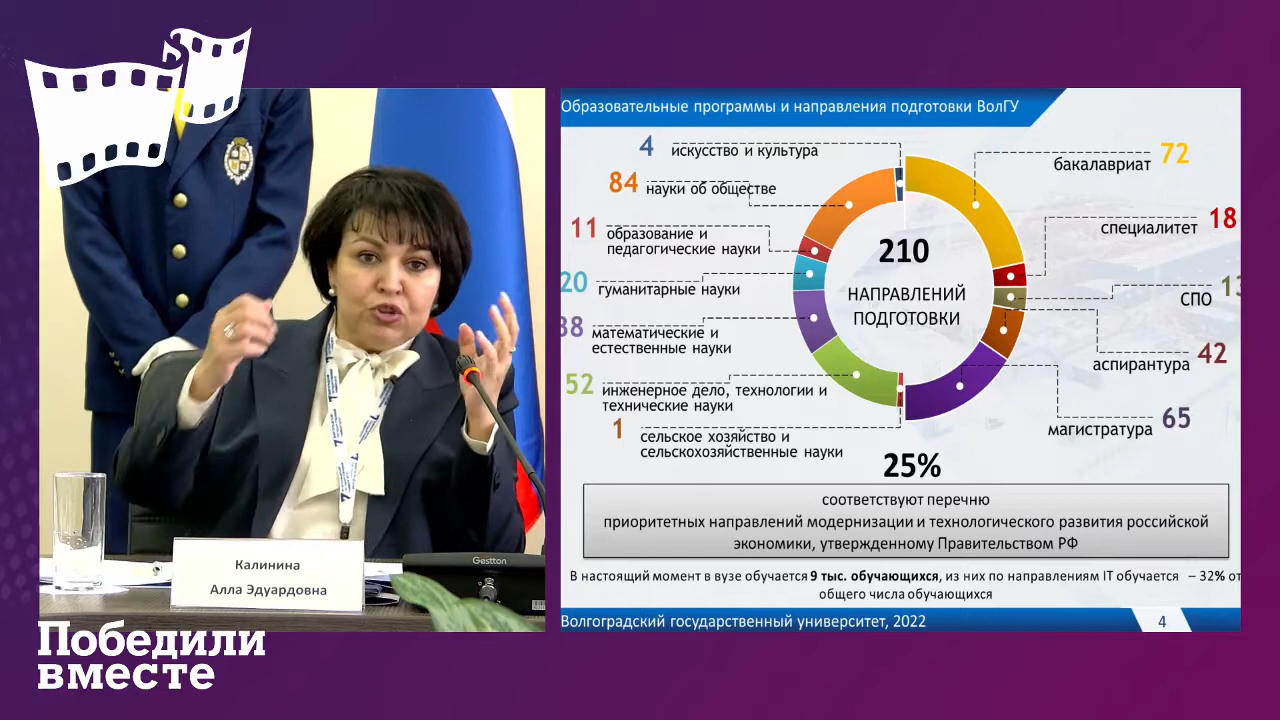 Образовательные программы и направления подготовки ВолГУ
4 искусство и культура
84 науки об обществе
11 образование и
педагогические науки
20 гуманитарные науки
38 математические и
естественные науки
52 инженерное дело, технологии и
технические науки
1 сельское хозяйство и
сельскохозяйственные науки
210
НАПРАВЛЕНИЙ
ПОДГОТОВКИ
бакалавриат 72
специалитет 18
СПО 13
аспирантура 42
магистратура 65
25%
соответствуют перечню
приоритетных направлений модернизации и технологического развития российской
экономики, утвержденному Правительством РФ
В настоящий момент в вузе обучается 9 тыс. обучающихся, из них по направлениям IT обучается – 32% от
общего числа обучающихся
Волгоградский государственный университет, 2022
4
Калинина
Алла Эдуардовна
Gestton
Победили
вместе